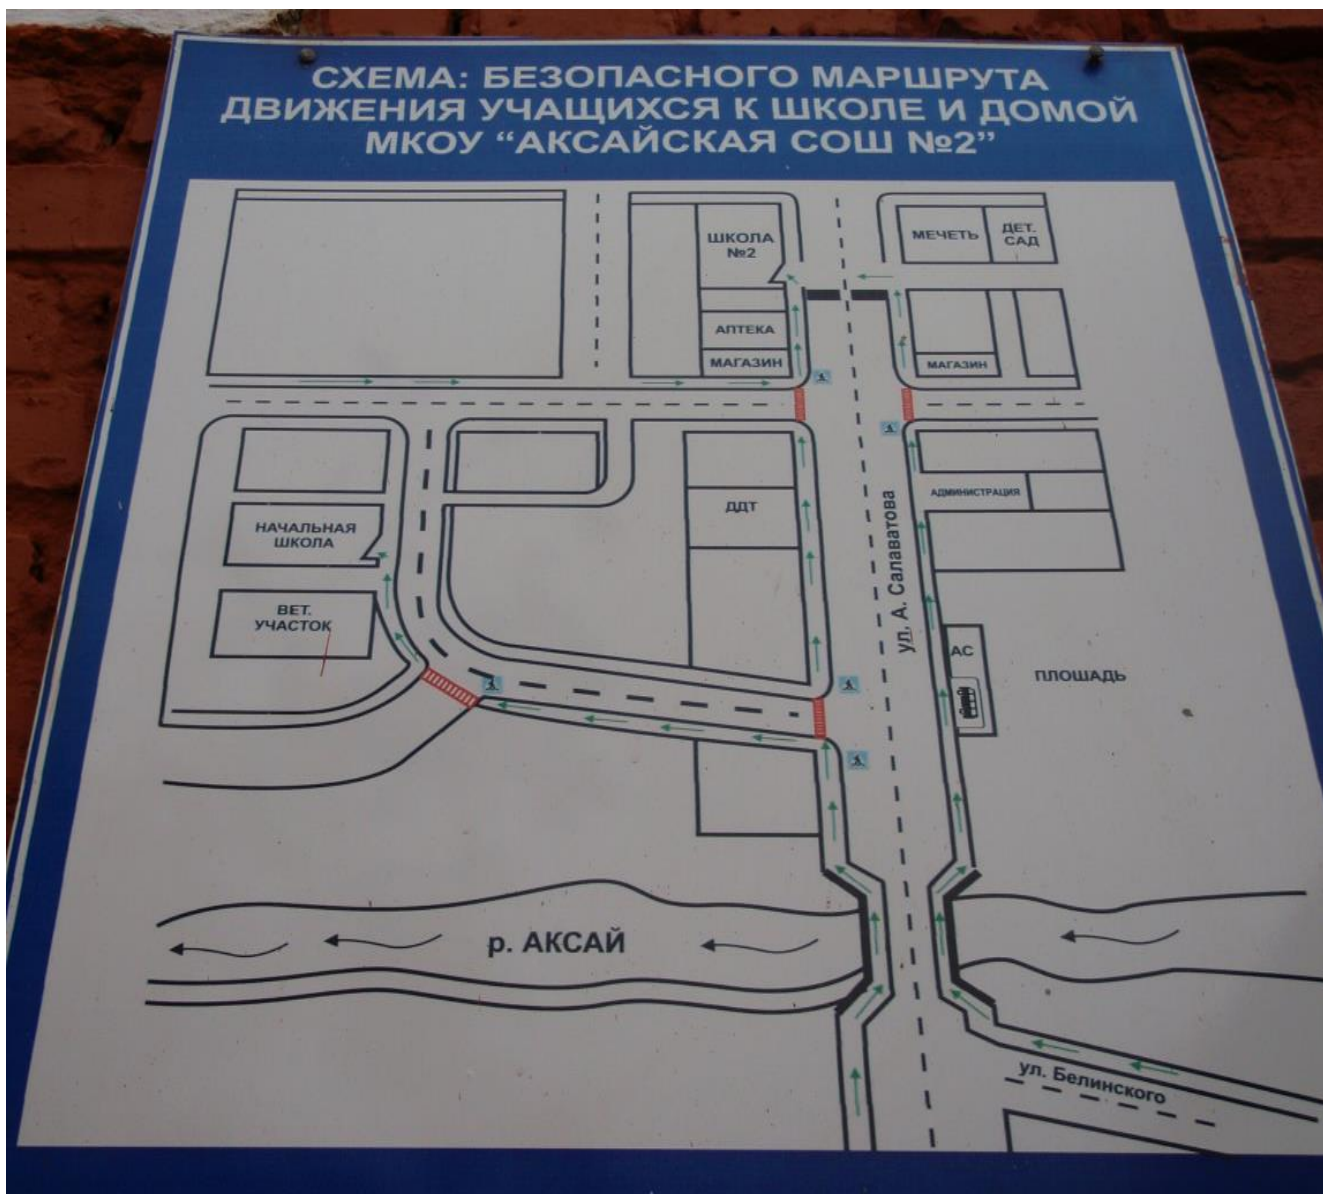 СХЕМА: БЕЗОПАСНОГО МАРШРУТА
ДВИЖЕНИЯ УЧАЩИХСЯ К ШКОЛЕ И ДОМОЙ
МКОУ “АКСАЙСКАЯ СОШ №2”
ШКОЛА
№2
МЕЧЕТЬ
ДЕТ.
САД
АПТЕКА
МАГАЗИН
МАГАЗИН
АДМИНИСТРАЦИЯ
ДДТ
НАЧАЛЬНАЯ
ШКОЛА
ул. А. Салаватова
ВЕТ.
УЧАСТОК
АС
ПЛОШАДЬ
р. АКСАЙ
ул. Белинского